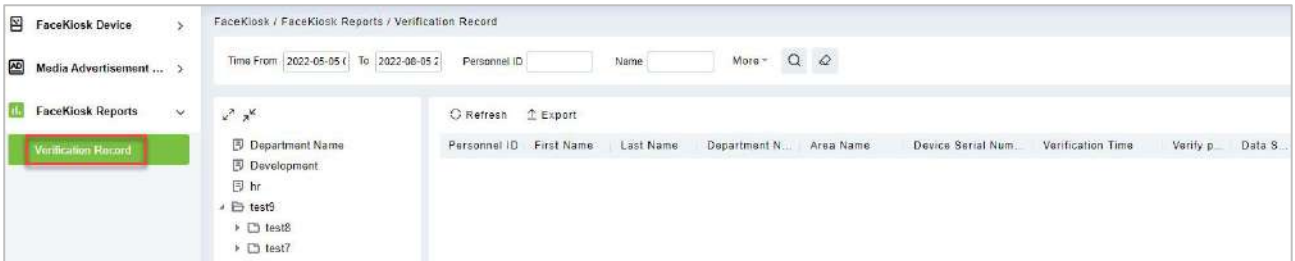 FaceKiosk Device
Media Advertisement ...
FaceKiosk Reports
Verification Record
FaceKiosk / FaceKiosk Reports / Verification Record
Time From 2022-05-05 ( To 2022-08-05 2 Personnel ID Name More
Refresh Export
Department Name
Development
hr
test9
test8
test7
Personnel ID First Name Last Name Department N... Area Name Device Serial Num... Verification Time Verify p... Data S...